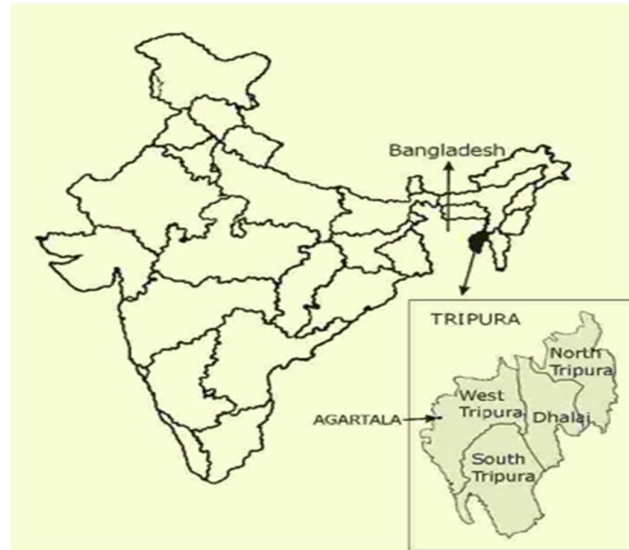 Bangladesh
TRIPURA
North
Tripura
West
Tripura
Dhalai
AGARTALA
South
Tripura